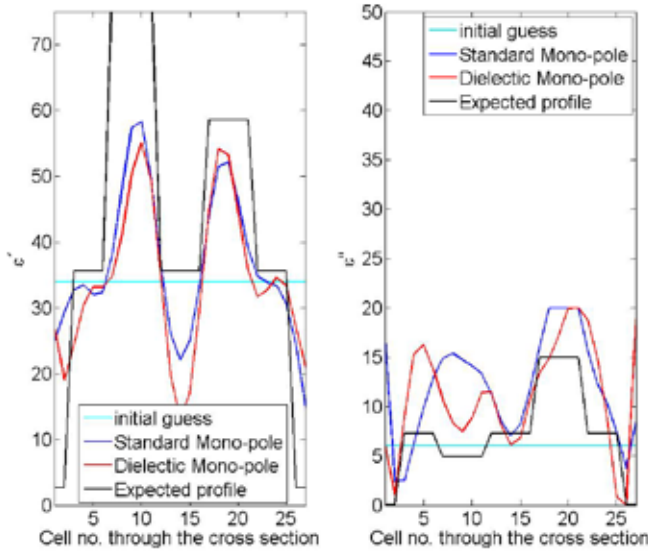 75
70
60
50
40
30
20
10
0
ε´
initial guess
Standard Mono-pole
Dielectic Mono-pole
Expected profile
5 10 15 20 25
Cell no. through the cross section
50
45
40
35
30
25
20
15
10
5
0
ε"
initial guess
Standard Mono-pole
Dielectic Mono-pole
Expected profile
5 10 15 20 25
Cell no. through the cross section